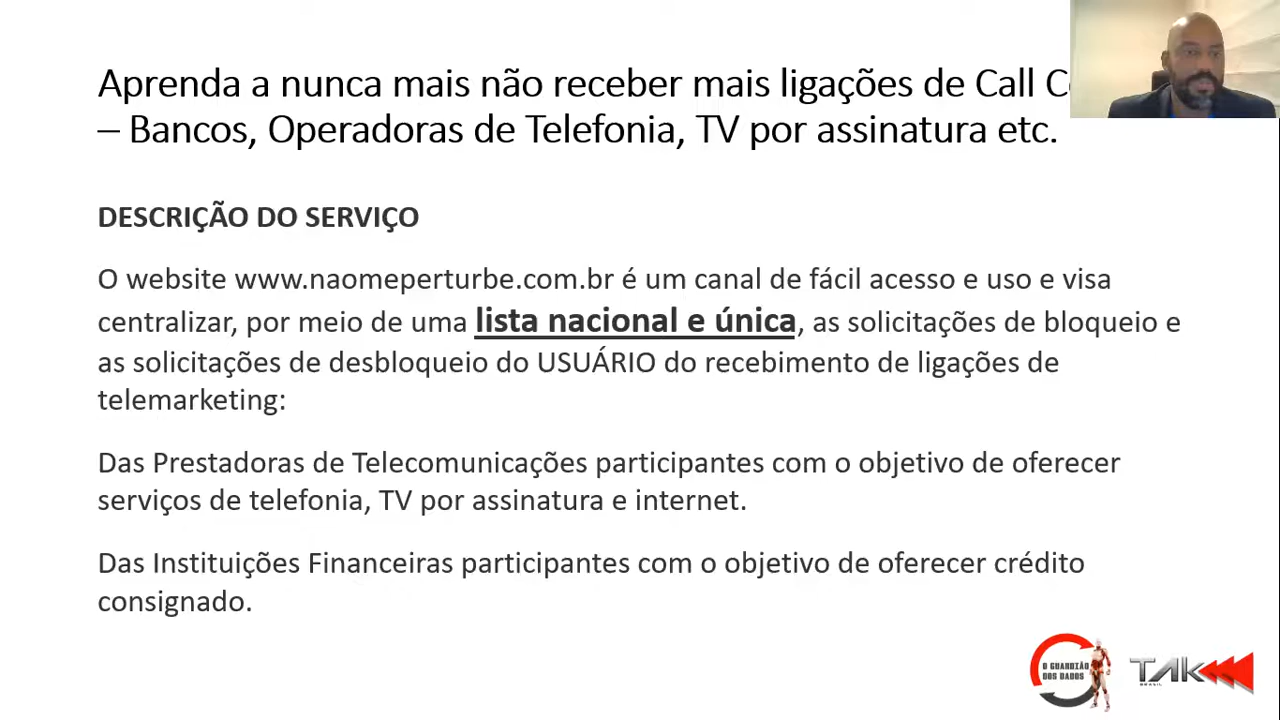 Aprenda a nunca mais não receber mais ligações de Call
– Bancos, Operadoras de Telefonia, TV por assinatura etc.
DESCRIÇÃO DO SERVIÇO
O website www.naomeperturbe.com.br é um canal de fácil acesso e uso e visa
centralizar, por meio de uma lista nacional e única, as solicitações de bloqueio e
as solicitações de desbloqueio do USUÁRIO do recebimento de ligações de
telemarketing:
Das Prestadoras de Telecomunicações participantes com o objetivo de oferecer
serviços de telefonia, TV por assinatura e internet.
Das Instituições Financeiras participantes com o objetivo de oferecer crédito
consignado.
O GUARDIÃO
DOS DADOS
TAK
BRASIL